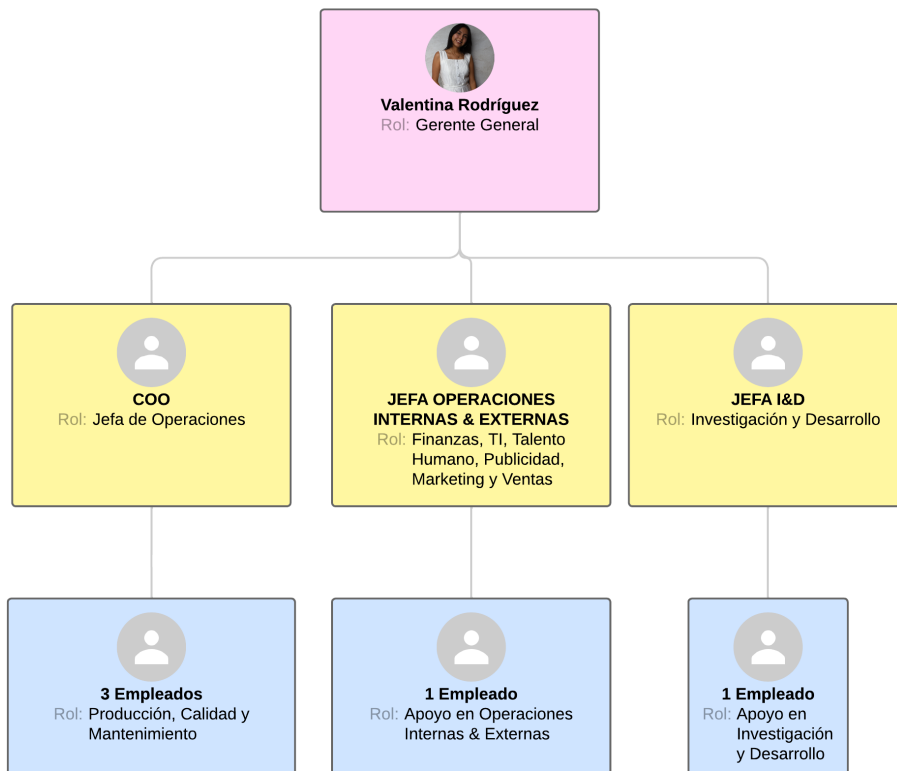 Valentina Rodríguez
Rol: Gerente General
COO
Rol: Jefa de Operaciones
JEFA OPERACIONES
INTERNAS & EXTERNAS
Rol: Finanzas, TI, Talento
Humano, Publicidad,
Marketing y Ventas
JEFA I&D
Rol: Investigación y Desarrollo
3 Empleados
Rol: Producción, Calidad y
Mantenimiento
1 Empleado
Rol: Apoyo en Operaciones
Internas & Externas
1 Empleado
Rol: Apoyo en
Investigación
y Desarrollo